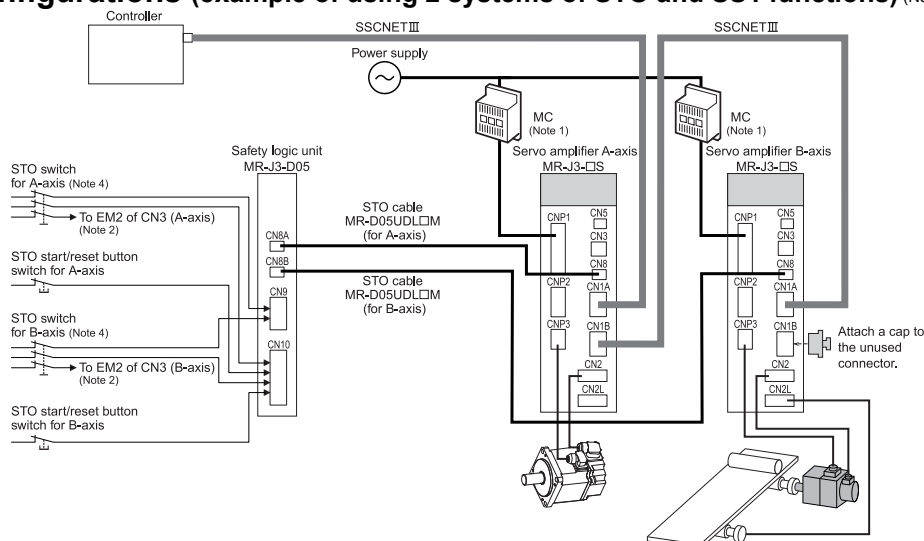 figurations (example of using 2 systems of STO and SS1 functions)
Controller
SSCNETⅢ
SSCNETⅢ
Power supply
MC
(Note 1)
MC
(Note 1)
Safety logic unit
MR-J3-D05
Servo amplifier A-axis
MR-J3-□S
Servo amplifier B-axis
MR-J3-□S
STO switch
for A-axis (Note 4)
To EM2 of CN3 (A-axis)
(Note 2)
STO start/reset button
switch for A-axis
STO switch
for B-axis (Note 4)
To EM2 of CN3 (B-axis)
(Note 2)
STO start/reset button
switch for B-axis
CN8A
CN8B
CN9
CN10
STO cable
MR-D05UDL□M
(for A-axis)
STO cable
MR-D05UDL□M
(for B-axis)
CNP1
CN5
CN3
CN8
CNP2
CN1A
CNP3
CN1B
CN2
CN2L
CNP1
CN5
CN3
CN8
CNP2
CN1A
CNP3
CN1B
CN2
CN2L
Attach a cap to
the unused
connector.